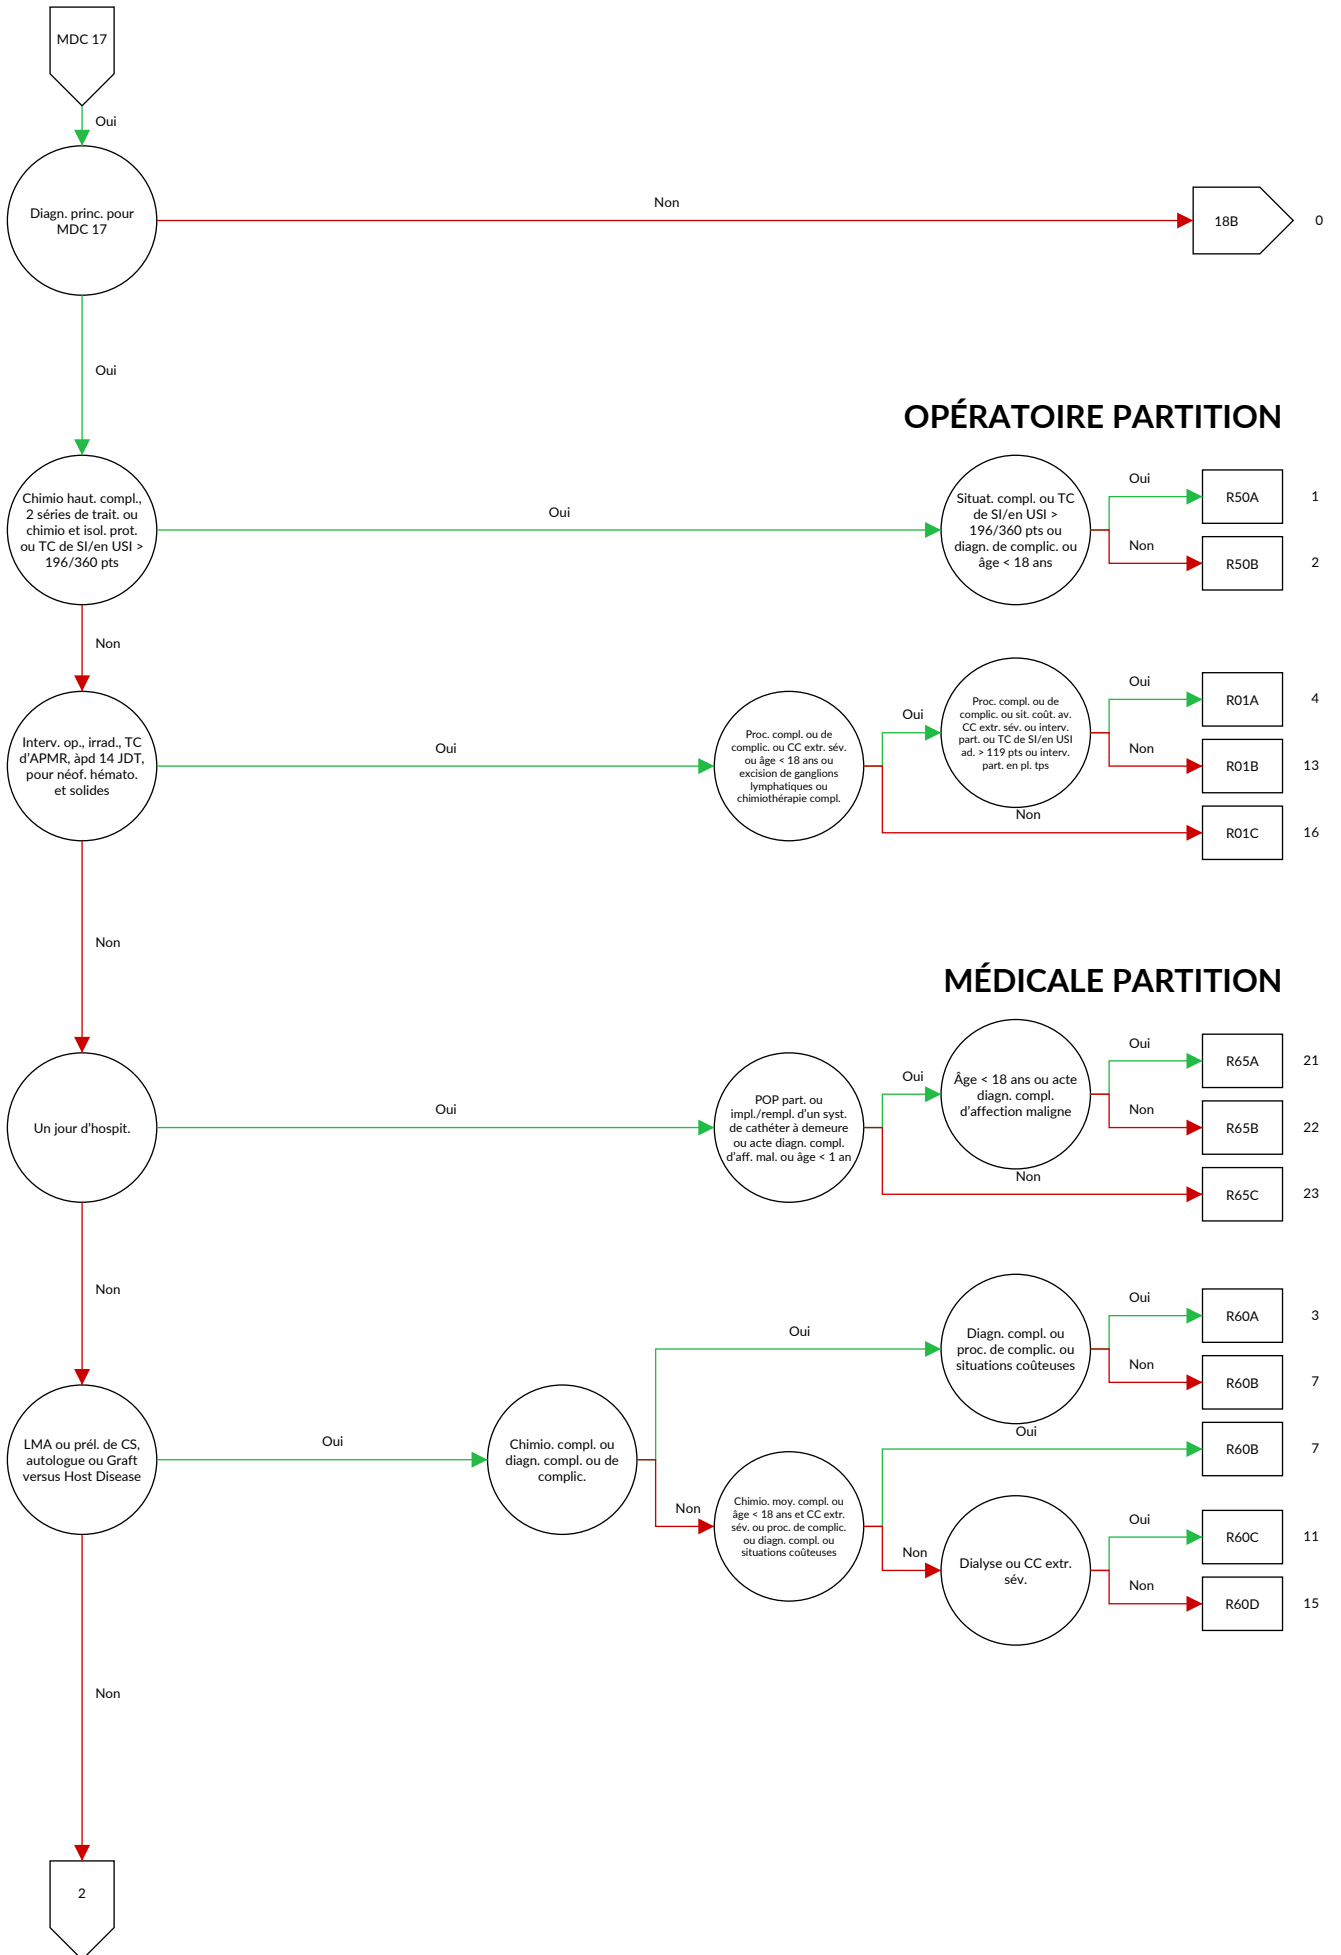 MDC 17
Oui
Diagn. princ. pour
MDC 17
Non
18B
0
Oui
OPÉRATOIRE PARTITION
Chimio haut. compl.,
2 séries de trait. ou
chimio et isol. prot.
ou TC de SI/en USI >
196/360 pts
Oui
Situat. compl. ou TC
de SI/en USI >
196/360 pts ou
diagn. de complic. ou
âge < 18 ans
Oui
R50A
1
Non
R50B
2
Non
Interv. op., irrad., TC
d'APMR, àpd 14 JDT,
pour néof. hémato.
et solides
Oui
Proc. compl. ou de
complic. ou CC extr. sév.
ou âge < 18 ans ou
excision de ganglions
lymphatiques ou
chimiothérapie compl.
Oui
Proc. compl. ou de
complic. ou sit. coût. av.
CC extr. sév. ou interv.
part. ou TC de SI/en USI
ad. > 119 pts ou interv.
part. en pl. tps
Oui
R01A
4
Non
R01B
13
Non
R01C
16
Non
MÉDICALE PARTITION
Un jour d'hospit.
Oui
POP part. ou
impl./rempl. d'un syst.
de cathéter à demeure
ou acte diagn. compl.
d'aff. mal. ou âge < 1 an
Oui
Âge < 18 ans ou acte
diagn. compl.
d'affection maligne
Oui
R65A
21
Non
R65B
22
Non
R65C
23
Non
LMA ou prél. de CS,
autologue ou Graft
versus Host Disease
Oui
Chimio. compl. ou
diagn. compl. ou de
complic.
Oui
Diagn. compl. ou
proc. de complic. ou
situations coûteuses
Oui
R60A
3
Non
R60B
7
Non
Chimio. moy. compl. ou
âge < 18 ans et CC extr.
sév. ou proc. de complic.
ou diagn. compl. ou
situations coûteuses
Oui
R60B
7
Non
Dialyse ou CC extr.
sév.
Oui
R60C
11
Non
R60D
15
Non
2